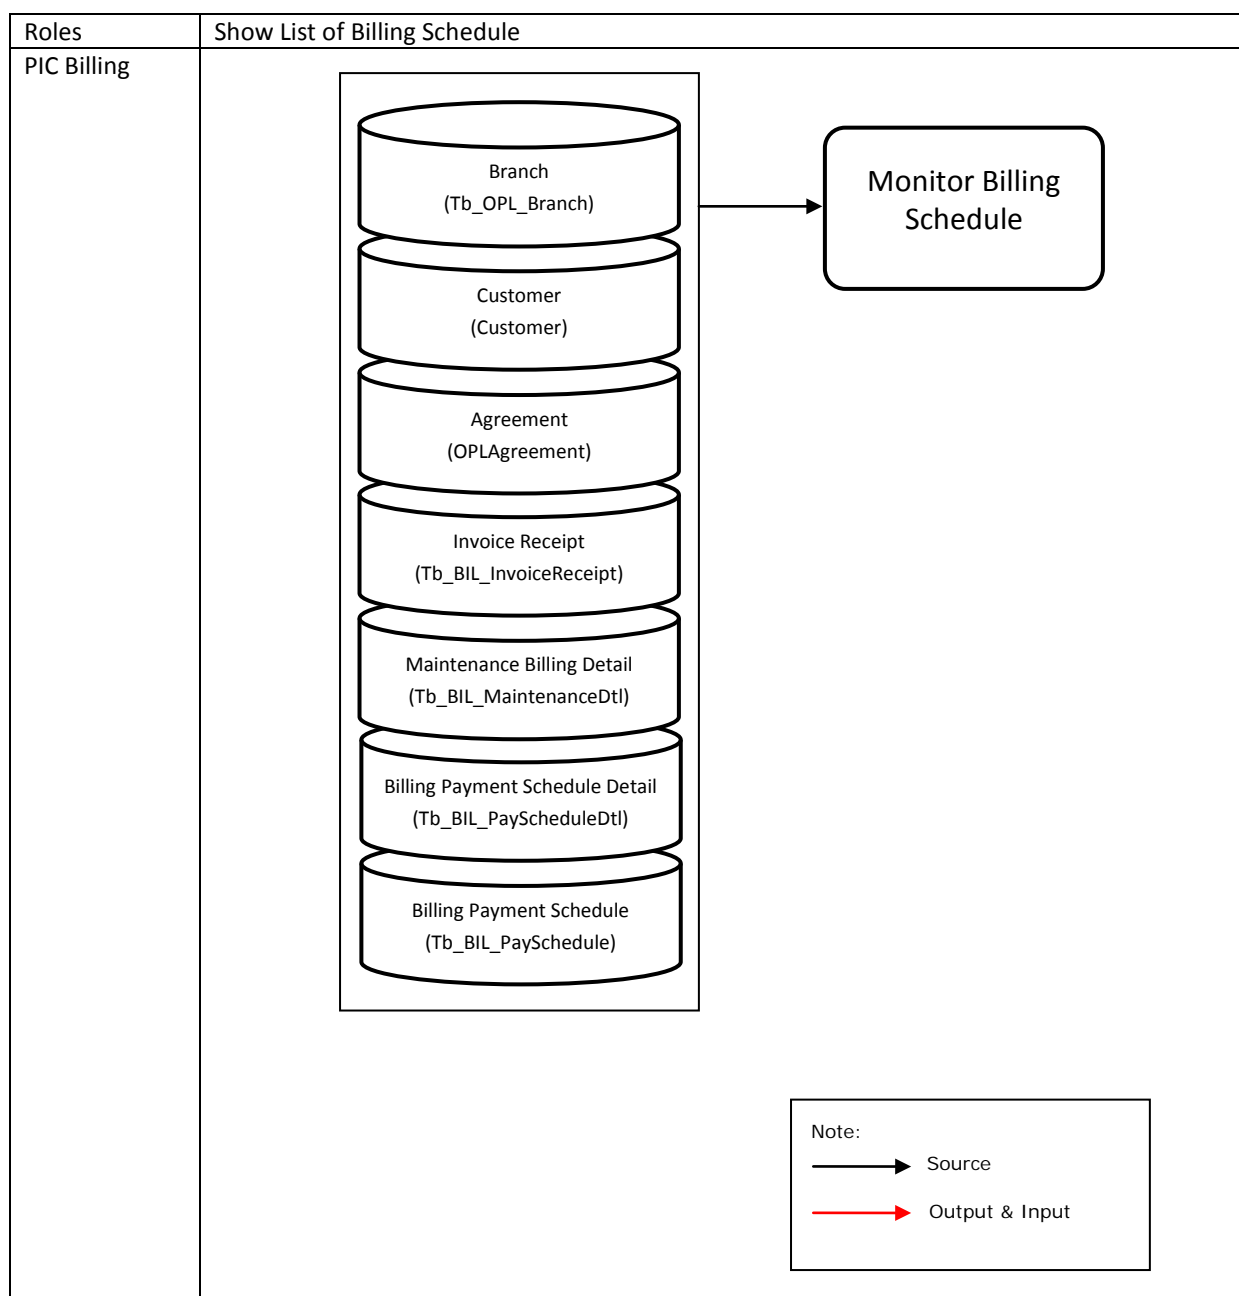 Roles
Show List of Billing Schedule
PIC Billing
Branch
(Tb_OPL_Branch)
Monitor Billing
Schedule
Customer
(Customer)
Agreement
(OPLAgreement)
Invoice Receipt
(Tb_BIL_InvoiceReceipt)
Maintenance Billing Detail
(Tb_BIL_MaintenanceDtl)
Billing Payment Schedule Detail
(Tb_BIL_PayScheduleDtl)
Billing Payment Schedule
(Tb_BIL_PaySchedule)
Note:
Source
Output & Input